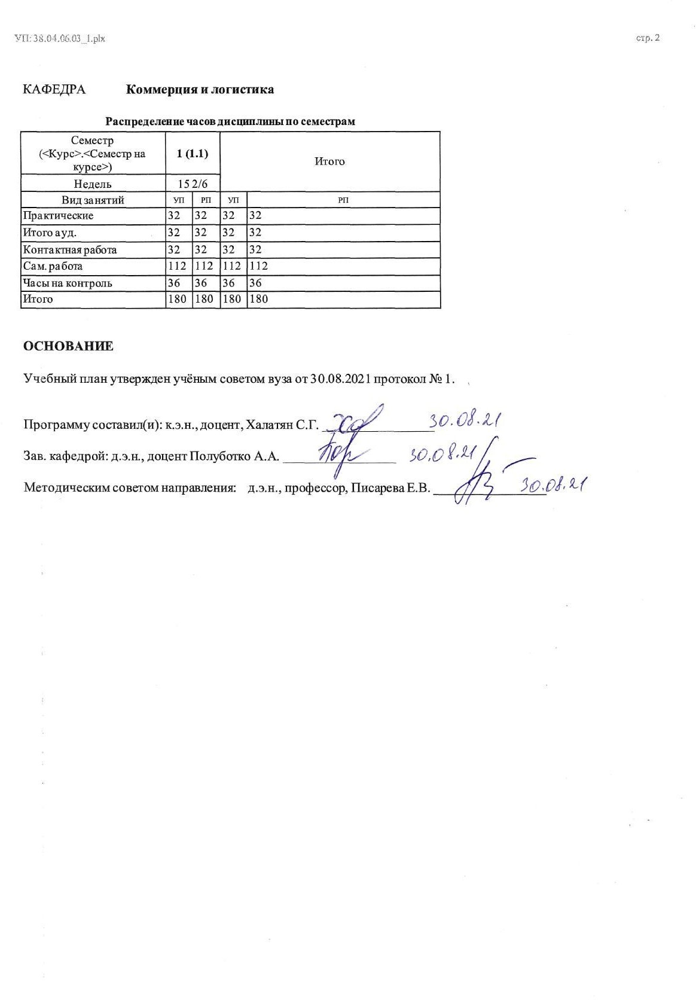 УП: 38.04.06.03_1.plx стр. 2
КАФЕДРА Коммерция и логистика
Распределение часов дисциплины по семестрам
Семестр
(<Курс>.<Семестр на
курсе>)
1 (1.1)
Итого
Недель 15 2/6
Вид занятий УП РП УП РП
Практические 32 32 32 32
Итого ауд. 32 32 32 32
Контактная работа 32 32 32 32
Сам. работа 112 112 112 112
Часы на контроль 36 36 36 36
Итого 180 180 180 180
ОСНОВАНИЕ
Учебный план утвержден учёным советом вуза от 30.08.2021 протокол № 1.
Программу составил(и): к.э.н., доцент, Халатян С.Г. 30.08.21
Зав. кафедрой: д.э.н., доцент Полуботко А.А. 30.08.21
Методическим советом направления: д.э.н., профессор, Писарева Е.В. 30.08.21